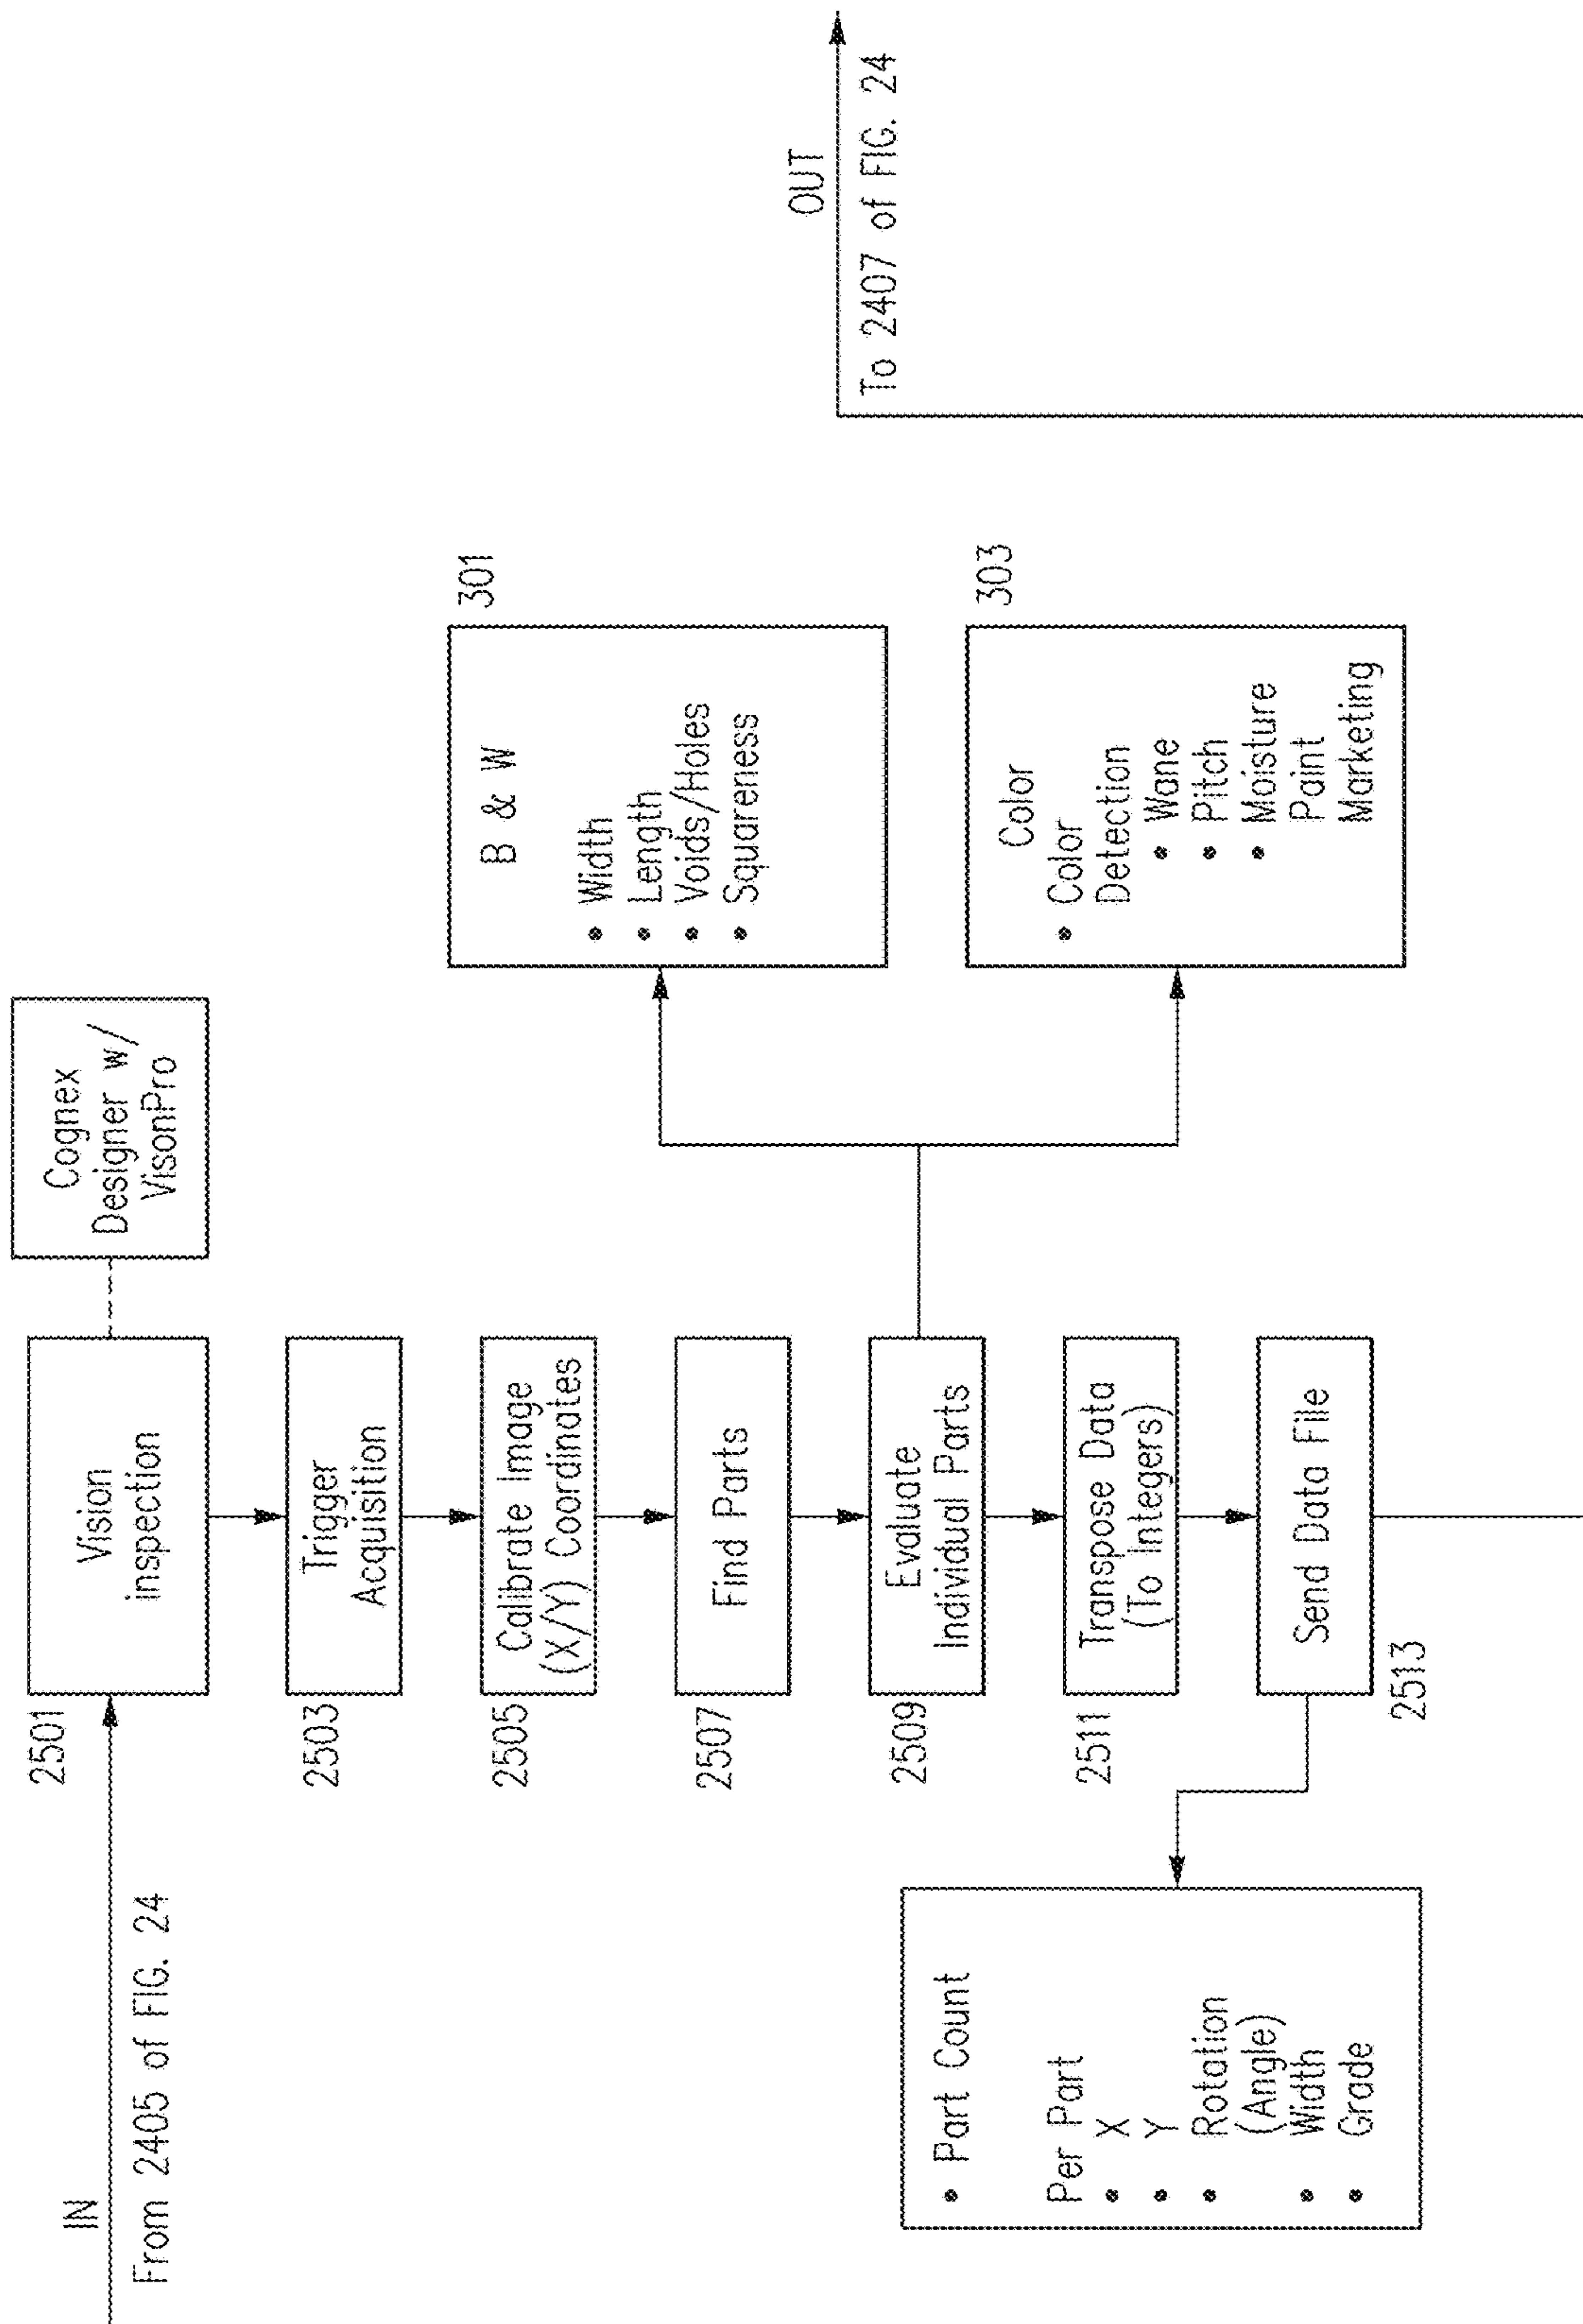 IN
From 2405 of FIG. 24
2501
Vision
inspection
Cognex
Designer w/
VisonPro
2503
Trigger
Acquisition
2505
Calibrate Image
(X/Y) Coordinates
2507
Find Parts
2509
Evaluate
Individual Parts
301
B & W
• Width
• Length
• Voids/Holes
• Squareness
303
Color
• Color
Detection
• Wane
• Pitch
• Moisture
Paint
Marketing
2511
Transpose Data
(To Integers)
Send Data File
2513
• Part Count
Per Part
• X
• Y
• Rotation
(Angle)
• Width
• Grade
OUT
To 2407 of FIG. 24